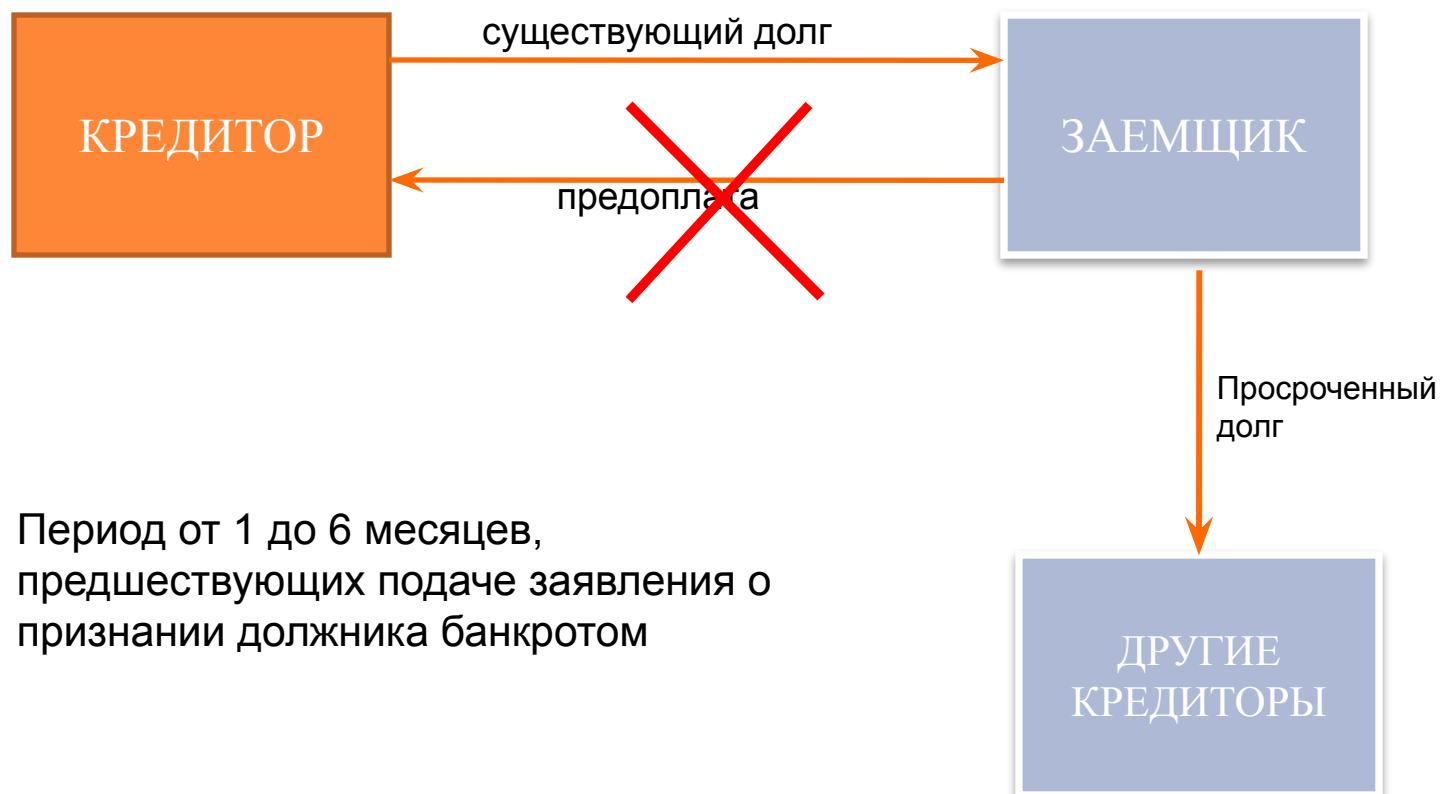 существующий долг
КРЕДИТОР
ЗАЕМЩИК
предоплата
Просроченный
долг
Период от 1 до 6 месяцев,
предшествующих подаче заявления о
признании должника банкротом
ДРУГИЕ
КРЕДИТОРЫ